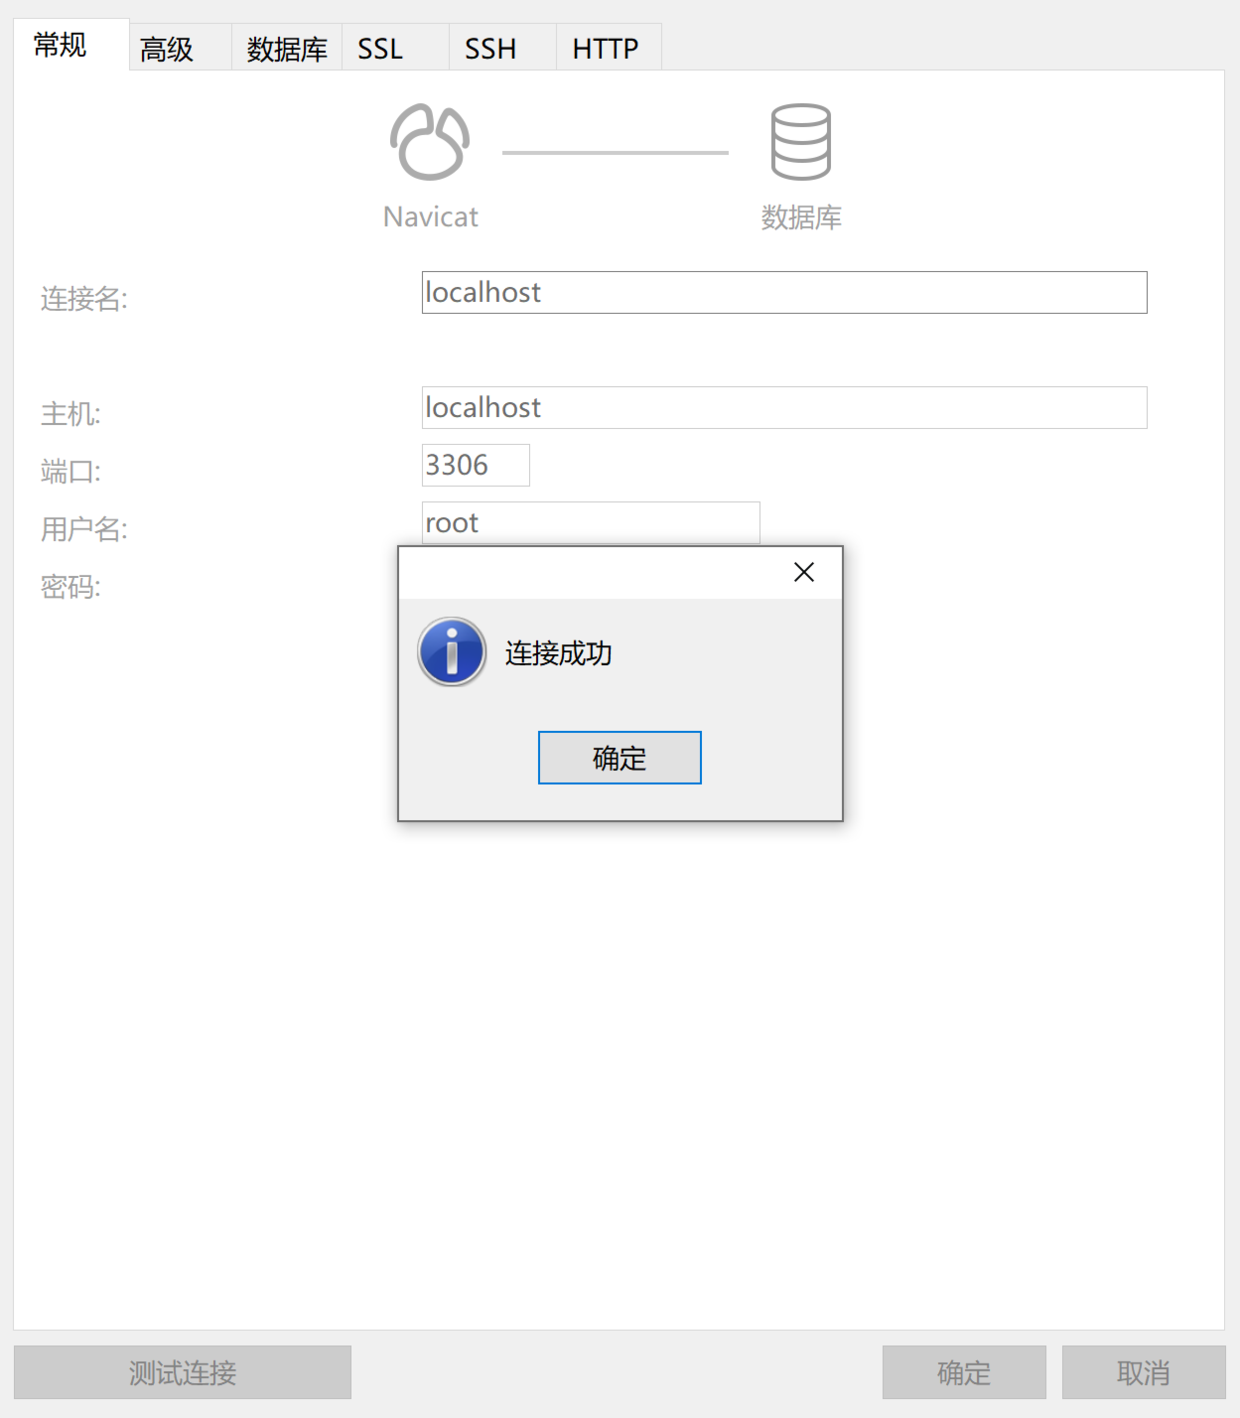 常规 高级 数据库 SSL SSH HTTP
Navicat 数据库
连接名: localhost
主机: localhost
端口: 3306
用户名: root
密码:
连接成功
确定
测试连接 确定 取消